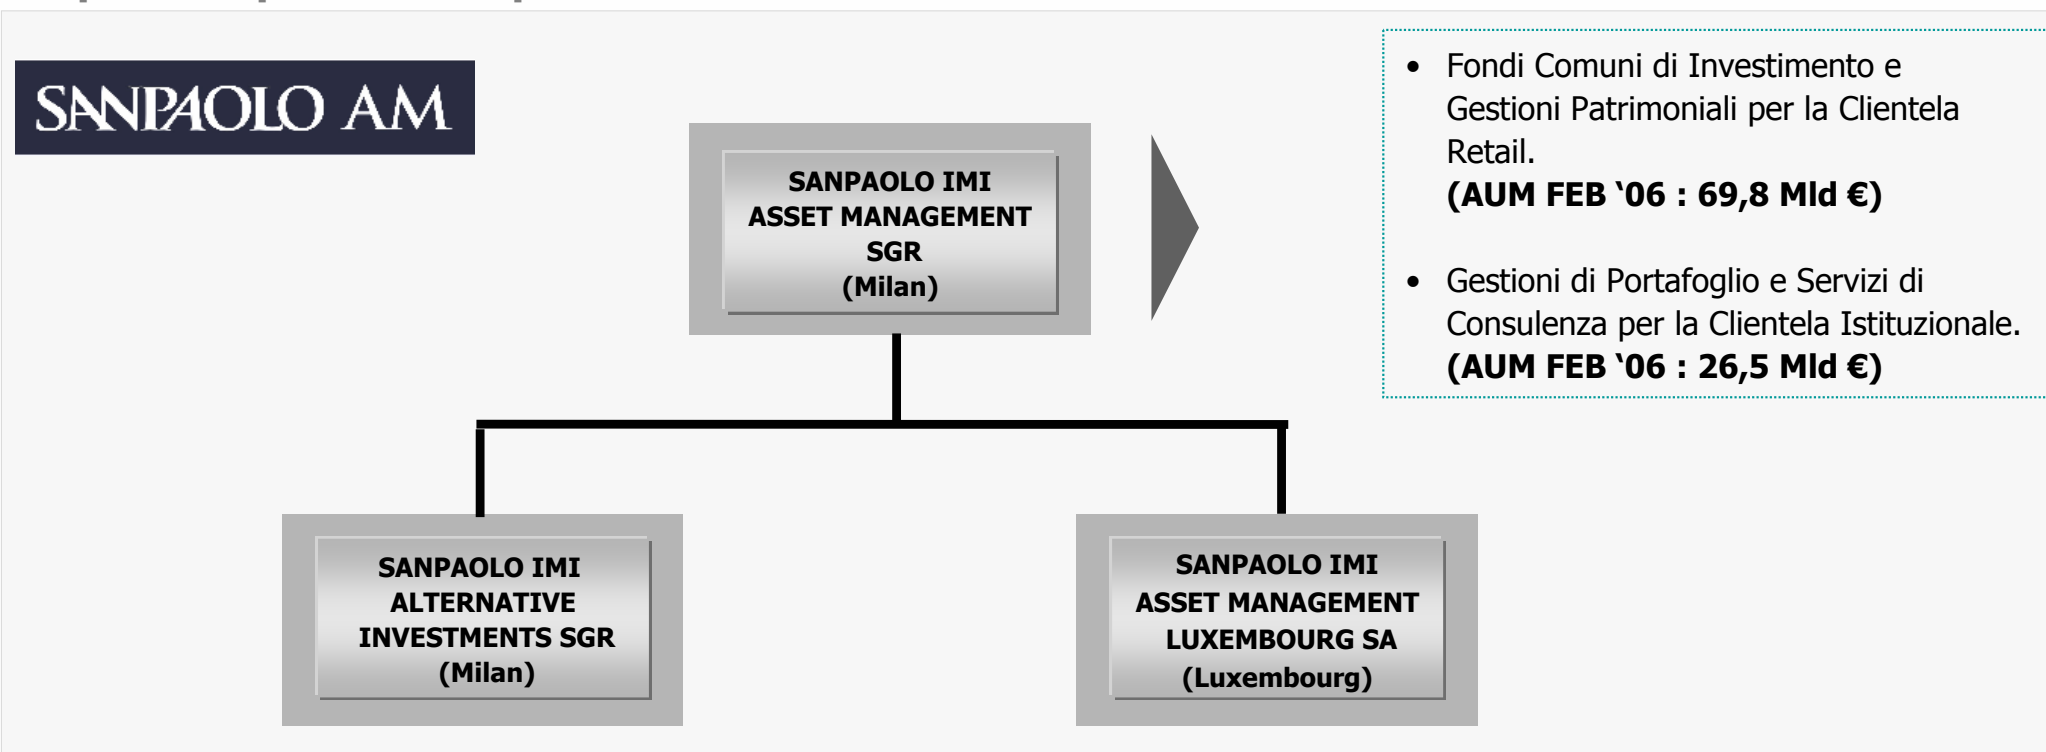 SANPAOLO AM
SANPAOLO IMI
ASSET MANAGEMENT
SGR
(Milan)
• Fondi Comuni di Investimento e
Gestioni Patrimoniali per la Clientela
Retail.
(AUM FEB ‘06 : 69,8 Mld €)
• Gestioni di Portafoglio e Servizi di
Consulenza per la Clientela Istituzionale.
(AUM FEB ‘06 : 26,5 Mld €)
SANPAOLO IMI
ALTERNATIVE
INVESTMENTS SGR
(Milan)
SANPAOLO IMI
ASSET MANAGEMENT
LUXEMBOURG SA
(Luxembourg)